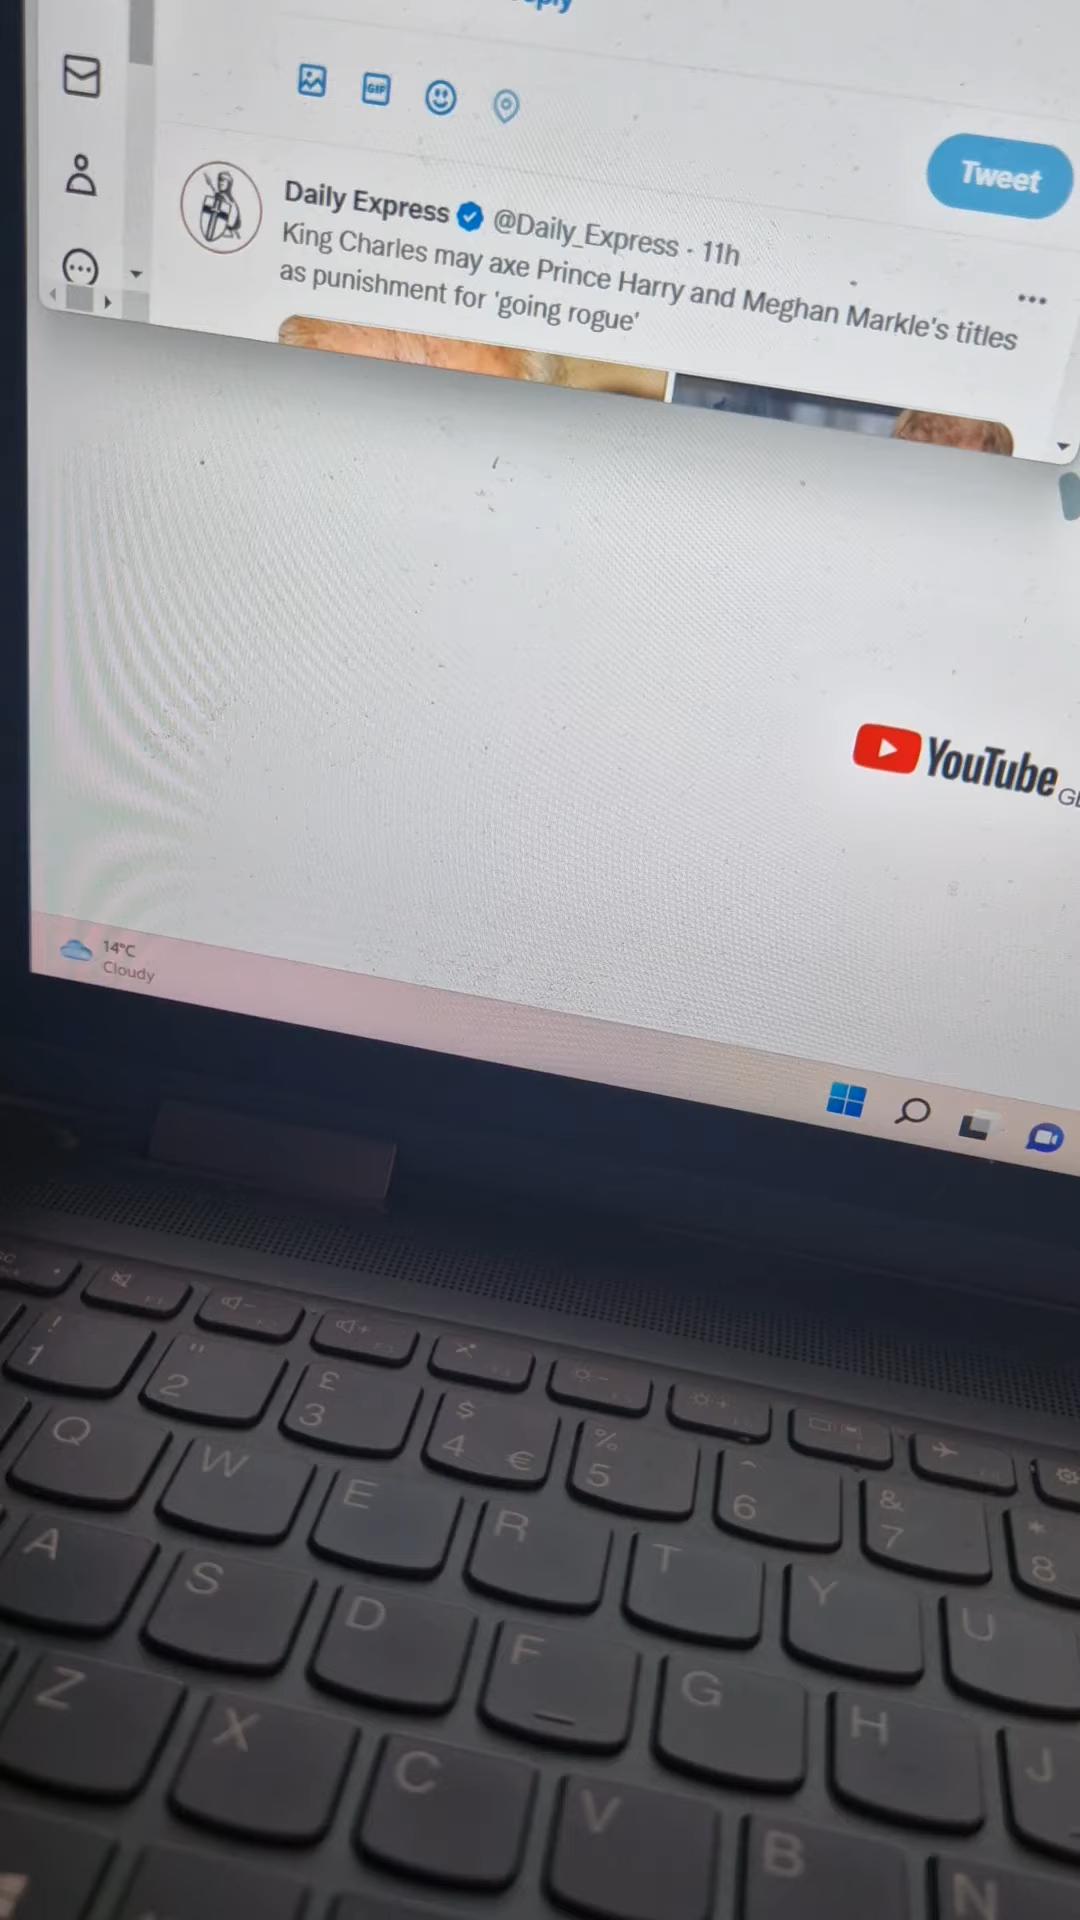 GIF
Tweet
Daily Express @Daily_Express · 11h
King Charles may axe Prince Harry and Meghan Markle's titles
as punishment for 'going rogue'
YouTube
14°C
Cloudy
! " £ $ % ^ & *
1 2 3 4 € 5 6 7 8
Q W E R T Y U
A S D F G H J
Z X C V B N